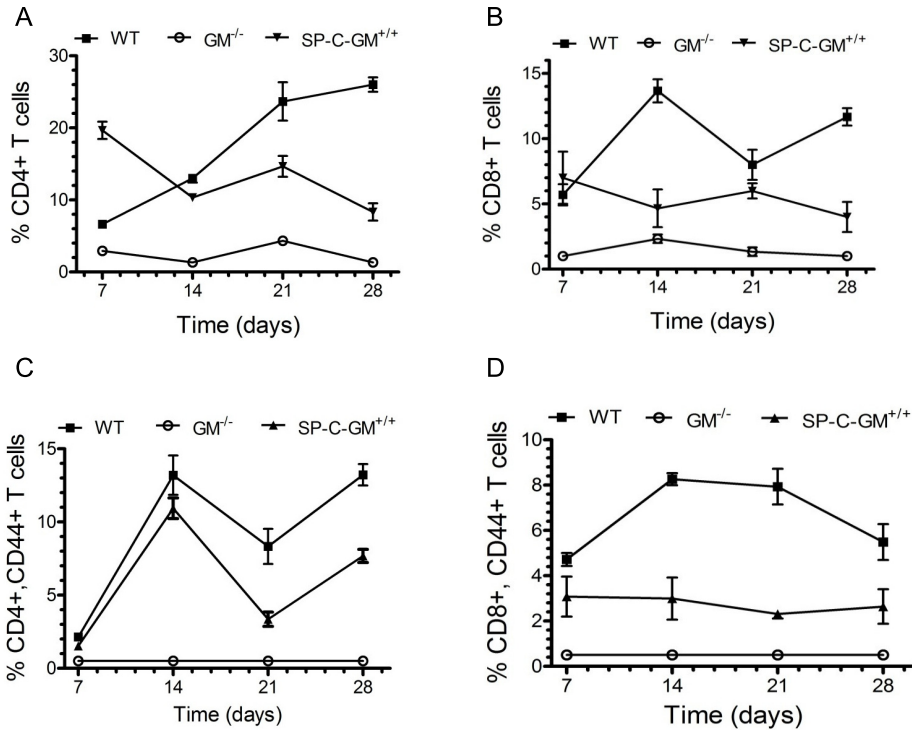 A
WT GM-/- SP-C-GM+/+
% CD4+ T cells
30
20
10
0
7 14 21 28
Time (days)
B
WT GM-/- SP-C-GM+/+
% CD8+ T cells
15
10
5
0
7 14 21 28
Time (days)
C
WT GM-/- SP-C-GM+/+
% CD4+,CD44+ T cells
15
10
5
0
7 14 21 28
Time (days)
D
WT GM-/- SP-C-GM+/+
% CD8+, CD44+ T cells
10
8
6
4
2
0
7 14 21 28
Time (days)